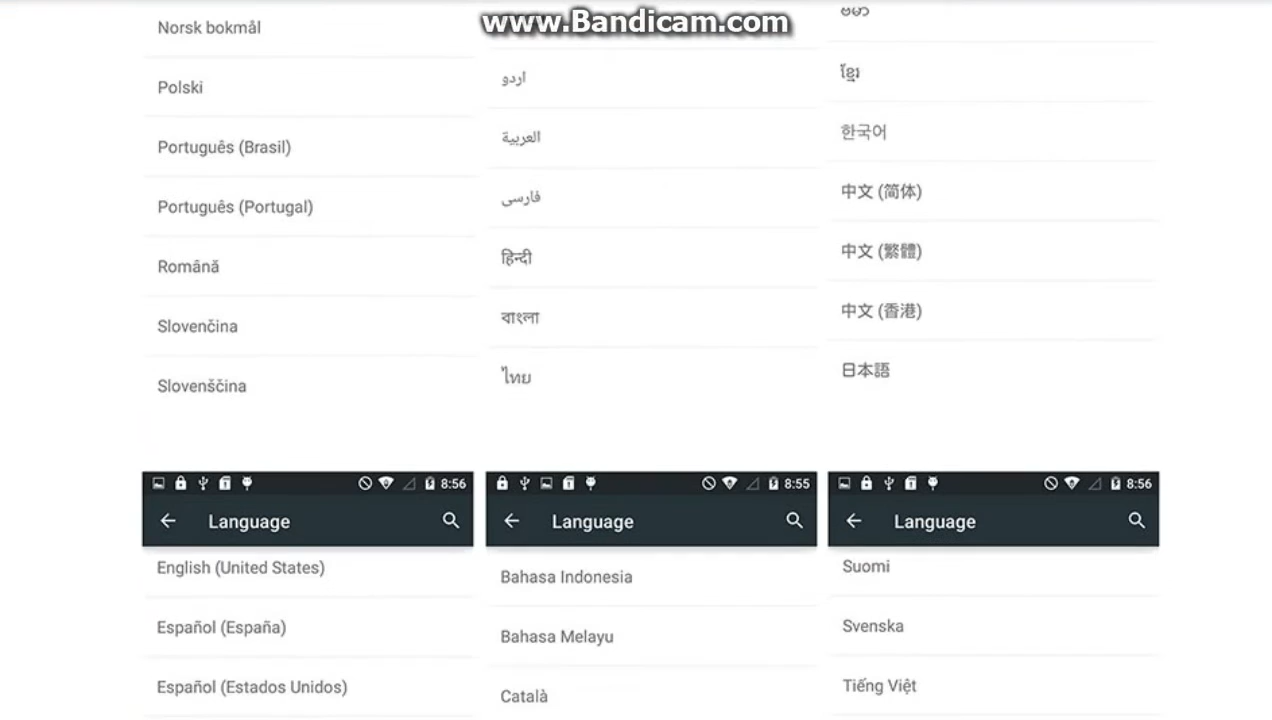 www.Bandicam.com
Norsk bokmål
Polski
Português (Brasil)
Português (Portugal)
Română
Slovenčina
Slovenščina
اردو
العربية
فارسی
हिन्दी
বাংলা
ไทย
ខ្មែរ
한국어
中文 (简体)
中文 (繁體)
中文 (香港)
日本語
8:56
Language
English (United States)
Español (España)
Español (Estados Unidos)
8:55
Language
Bahasa Indonesia
Bahasa Melayu
Català
8:56
Language
Suomi
Svenska
Tiếng Việt